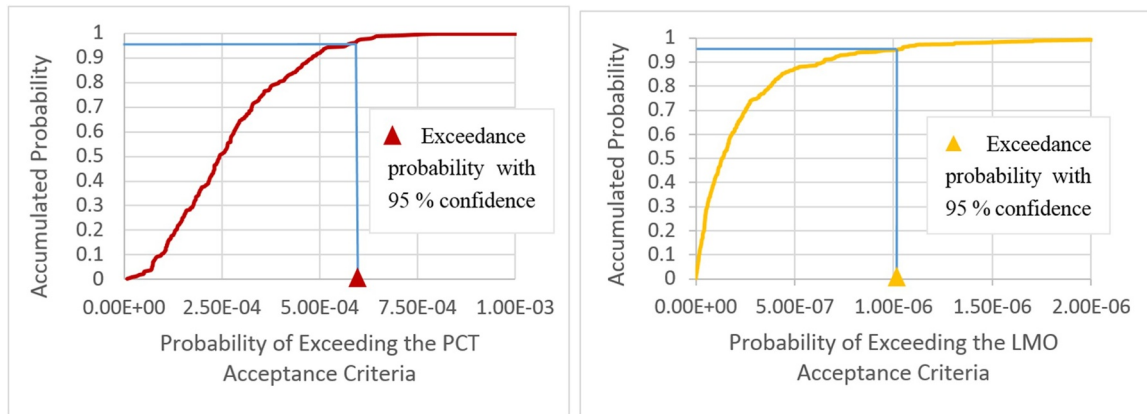 1
0.9
0.8
0.7
0.6
0.5
0.4
0.3
0.2
0.1
0
Accumulated Probability
0.00E+00 2.50E-04 5.00E-04 7.50E-04 1.00E-03
Probability of Exceeding the PCT
Acceptance Criteria
Exceedance
probability with
95 % confidence
1
0.9
0.8
0.7
0.6
0.5
0.4
0.3
0.2
0.1
0
Accumulated Probability
0.00E+00 5.00E-07 1.00E-06 1.50E-06 2.00E-06
Probability of Exceeding the LMO
Acceptance Criteria
Exceedance
probability with
95 % confidence